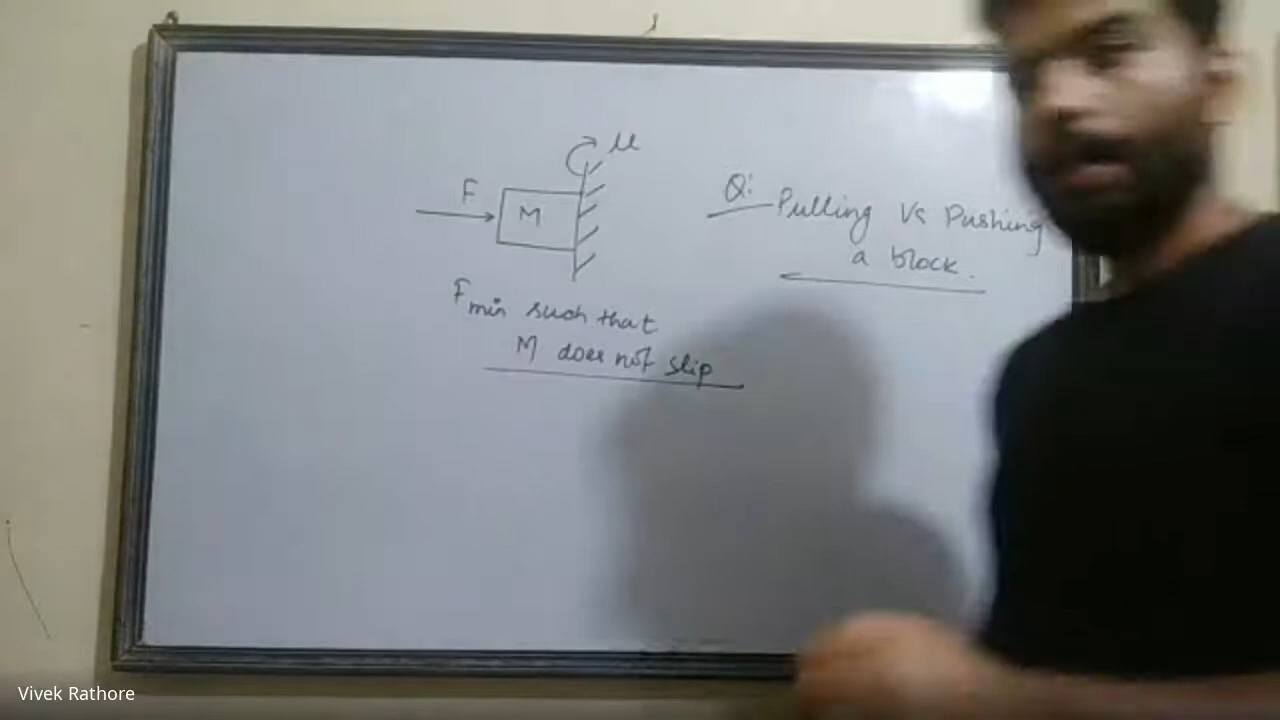 μ
F
M
Fmin such that
M does not slip
Q: Pulling Vs Pushing
a block.
Vivek Rathore